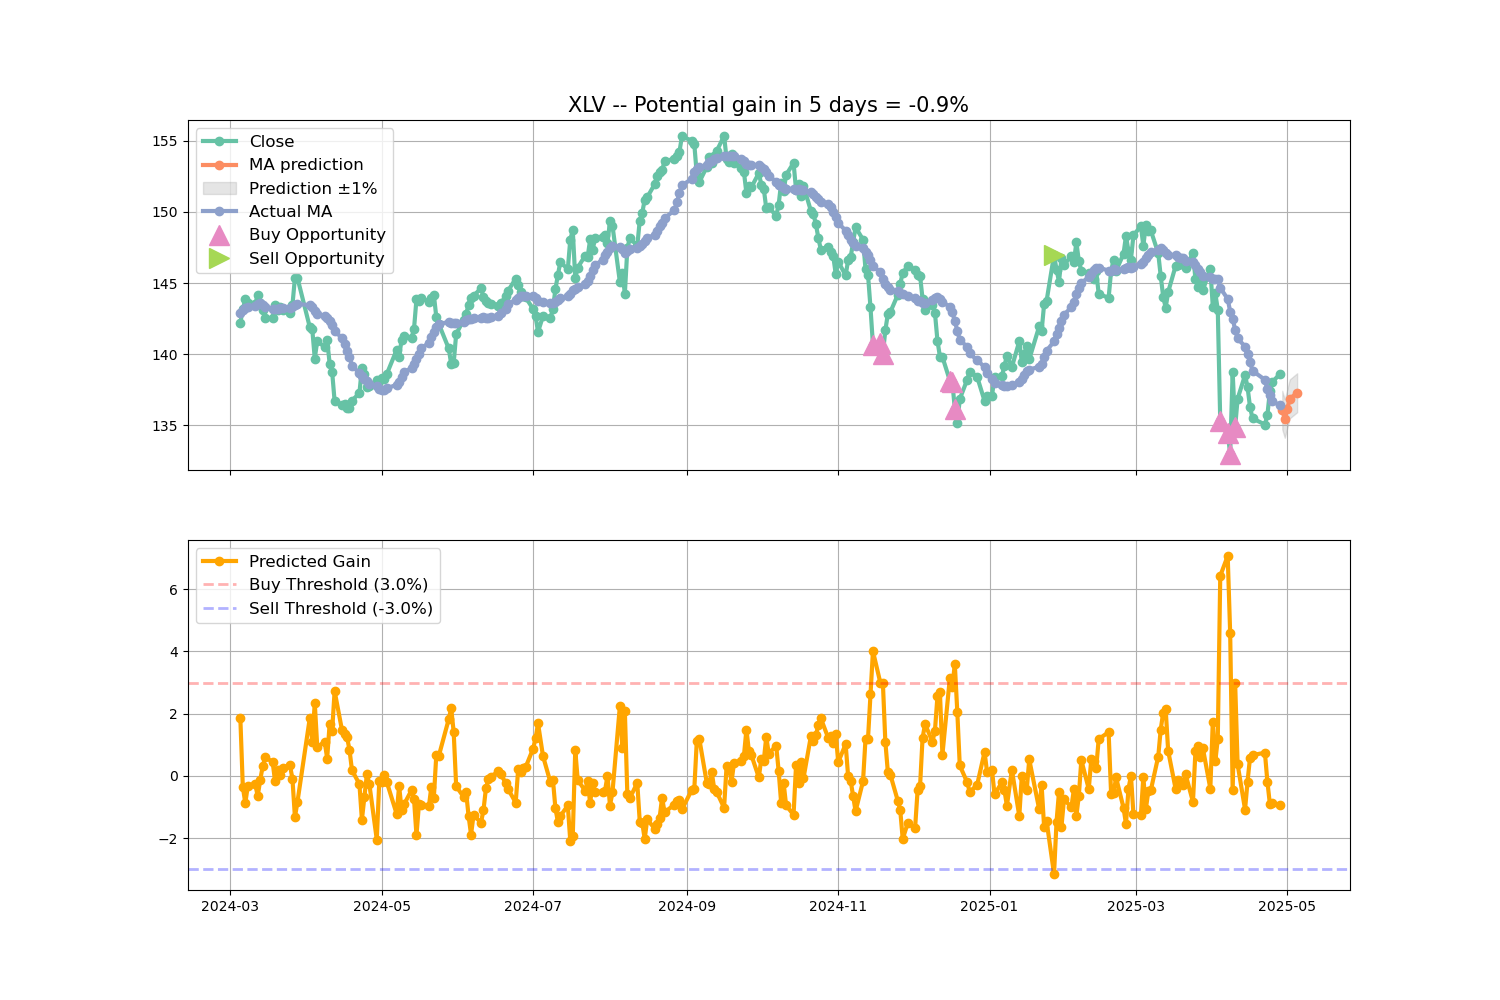 XLV -- Potential gain in 5 days = -0.9%
155
150
145
140
135
Close
MA prediction
Prediction ±1%
Actual MA
Buy Opportunity
Sell Opportunity
6
4
2
0
−2
Predicted Gain
Buy Threshold (3.0%)
Sell Threshold (-3.0%)
2024-03
2024-05
2024-07
2024-09
2024-11
2025-01
2025-03
2025-05